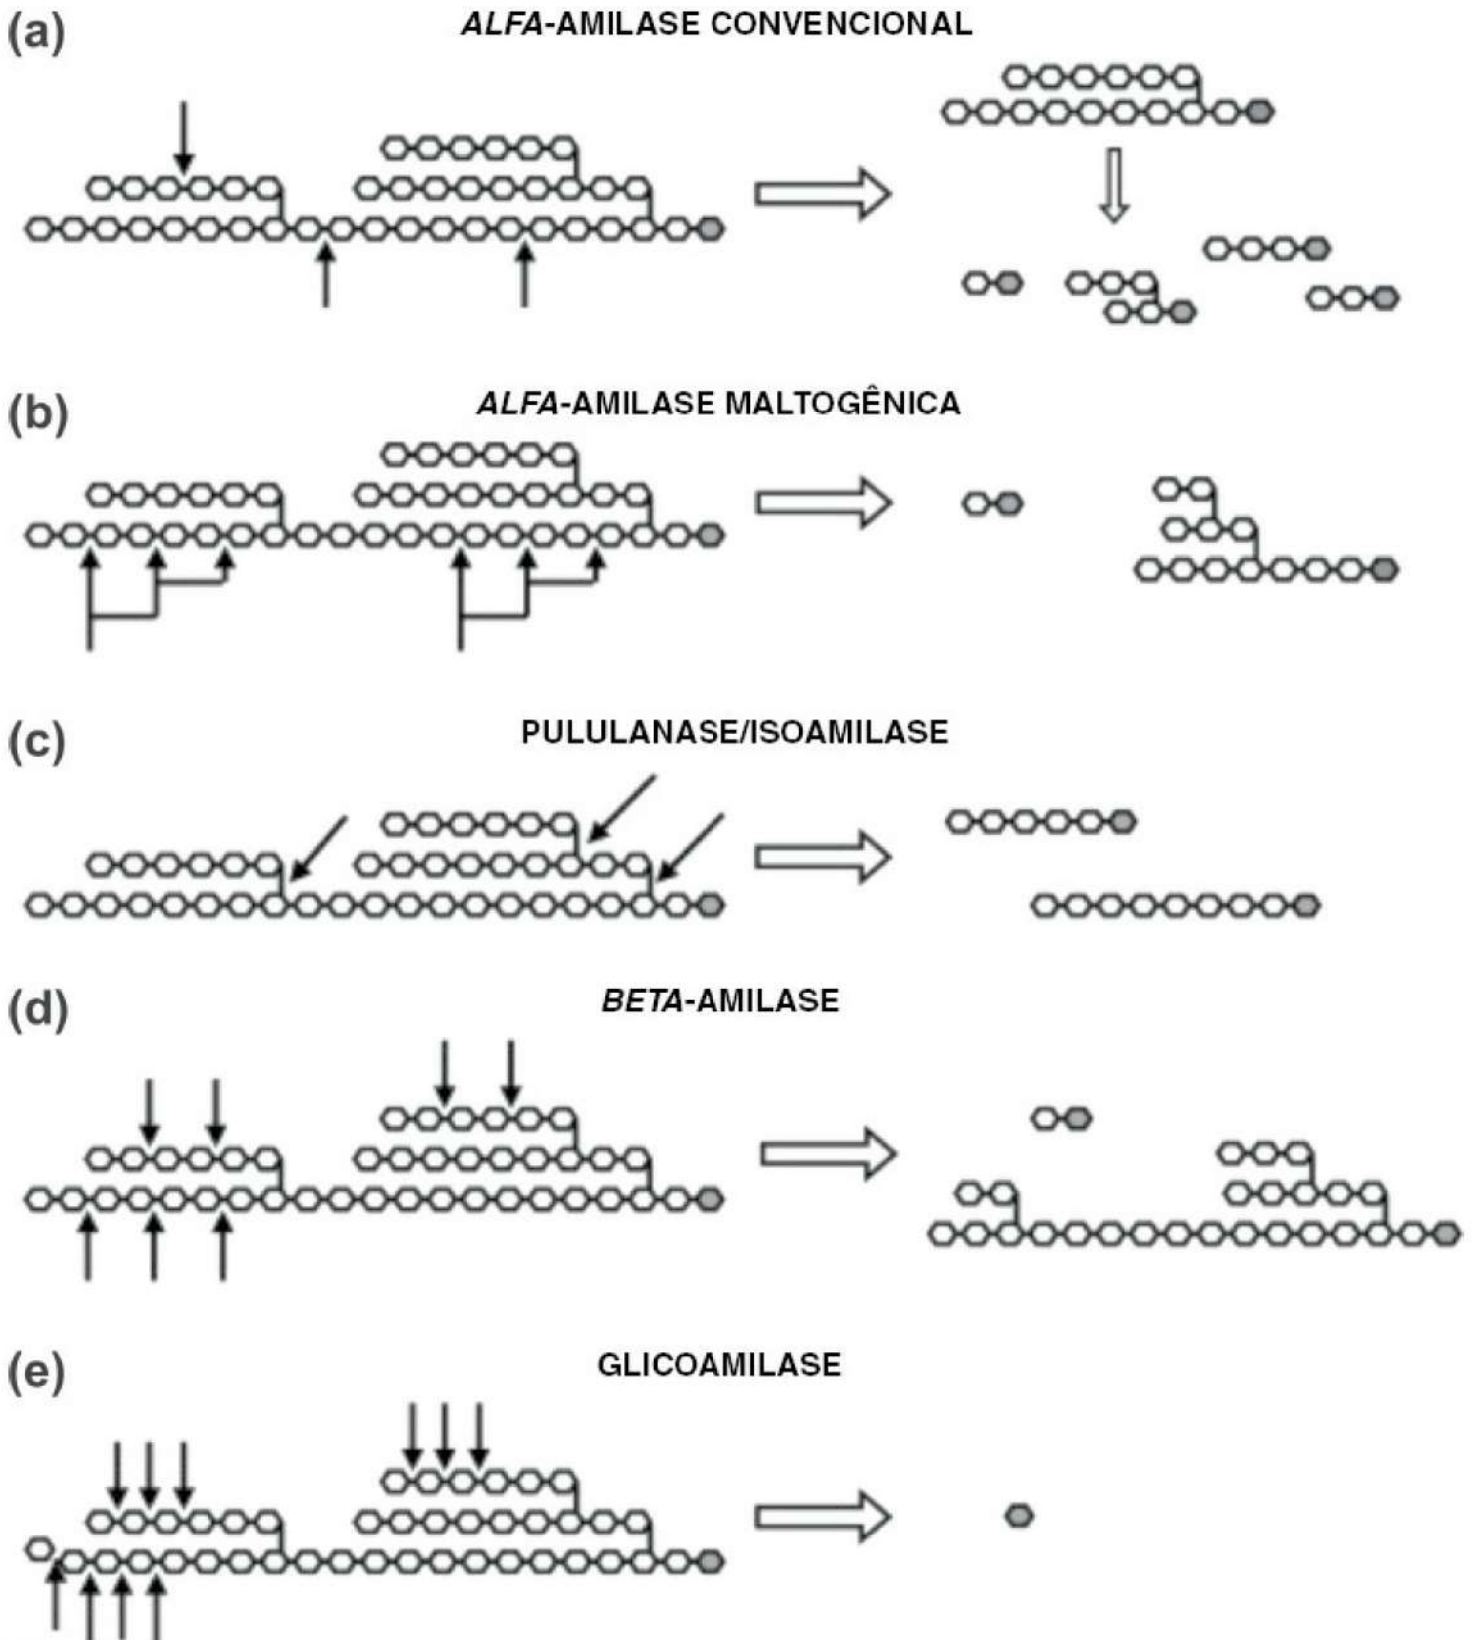 (a)
ALFA-AMILASE CONVENCIONAL
(b)
ALFA-AMILASE MALTOGÊNICA
(c)
PULULANASE/ISOAMILASE
(d)
BETA-AMILASE
(e)
GLICOAMILASE